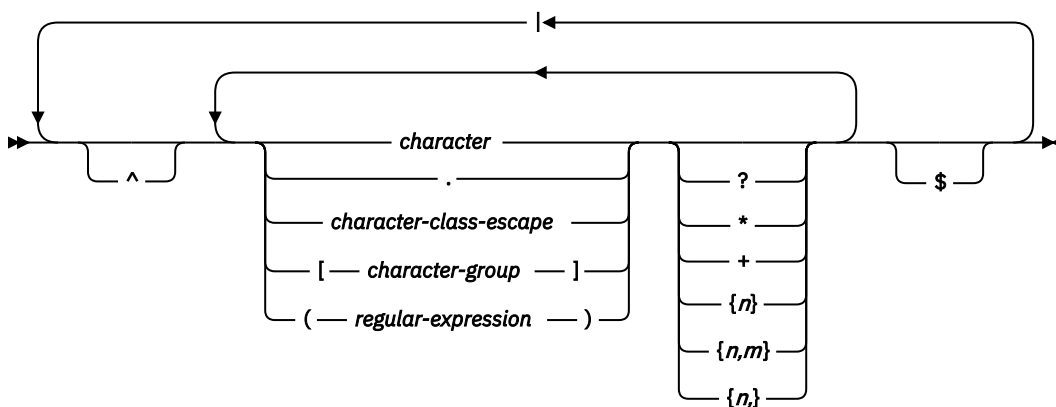 |
character
^
.
?
$
character-class-escape
*
[ character-group ]
+
( regular-expression )
{n}
{n,m}
{n,}